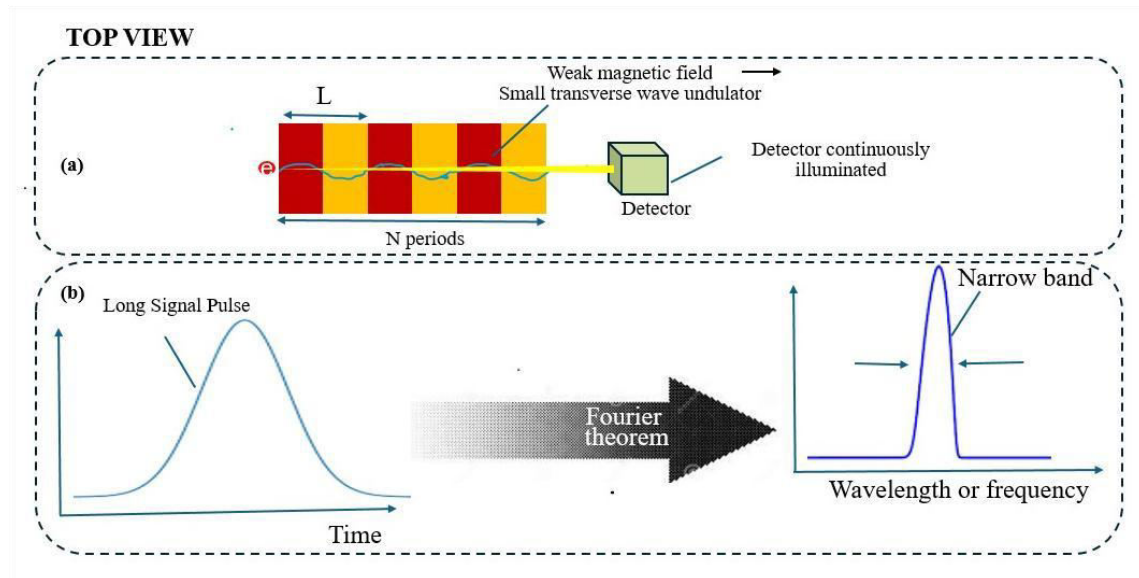 TOP VIEW
(a)
L
Weak magnetic field
Small transverse wave undulator
e
Detector continuously
illuminated
Detector
N periods
(b)
Long Signal Pulse
Time
Fourier
theorem
Narrow band
Wavelength or frequency